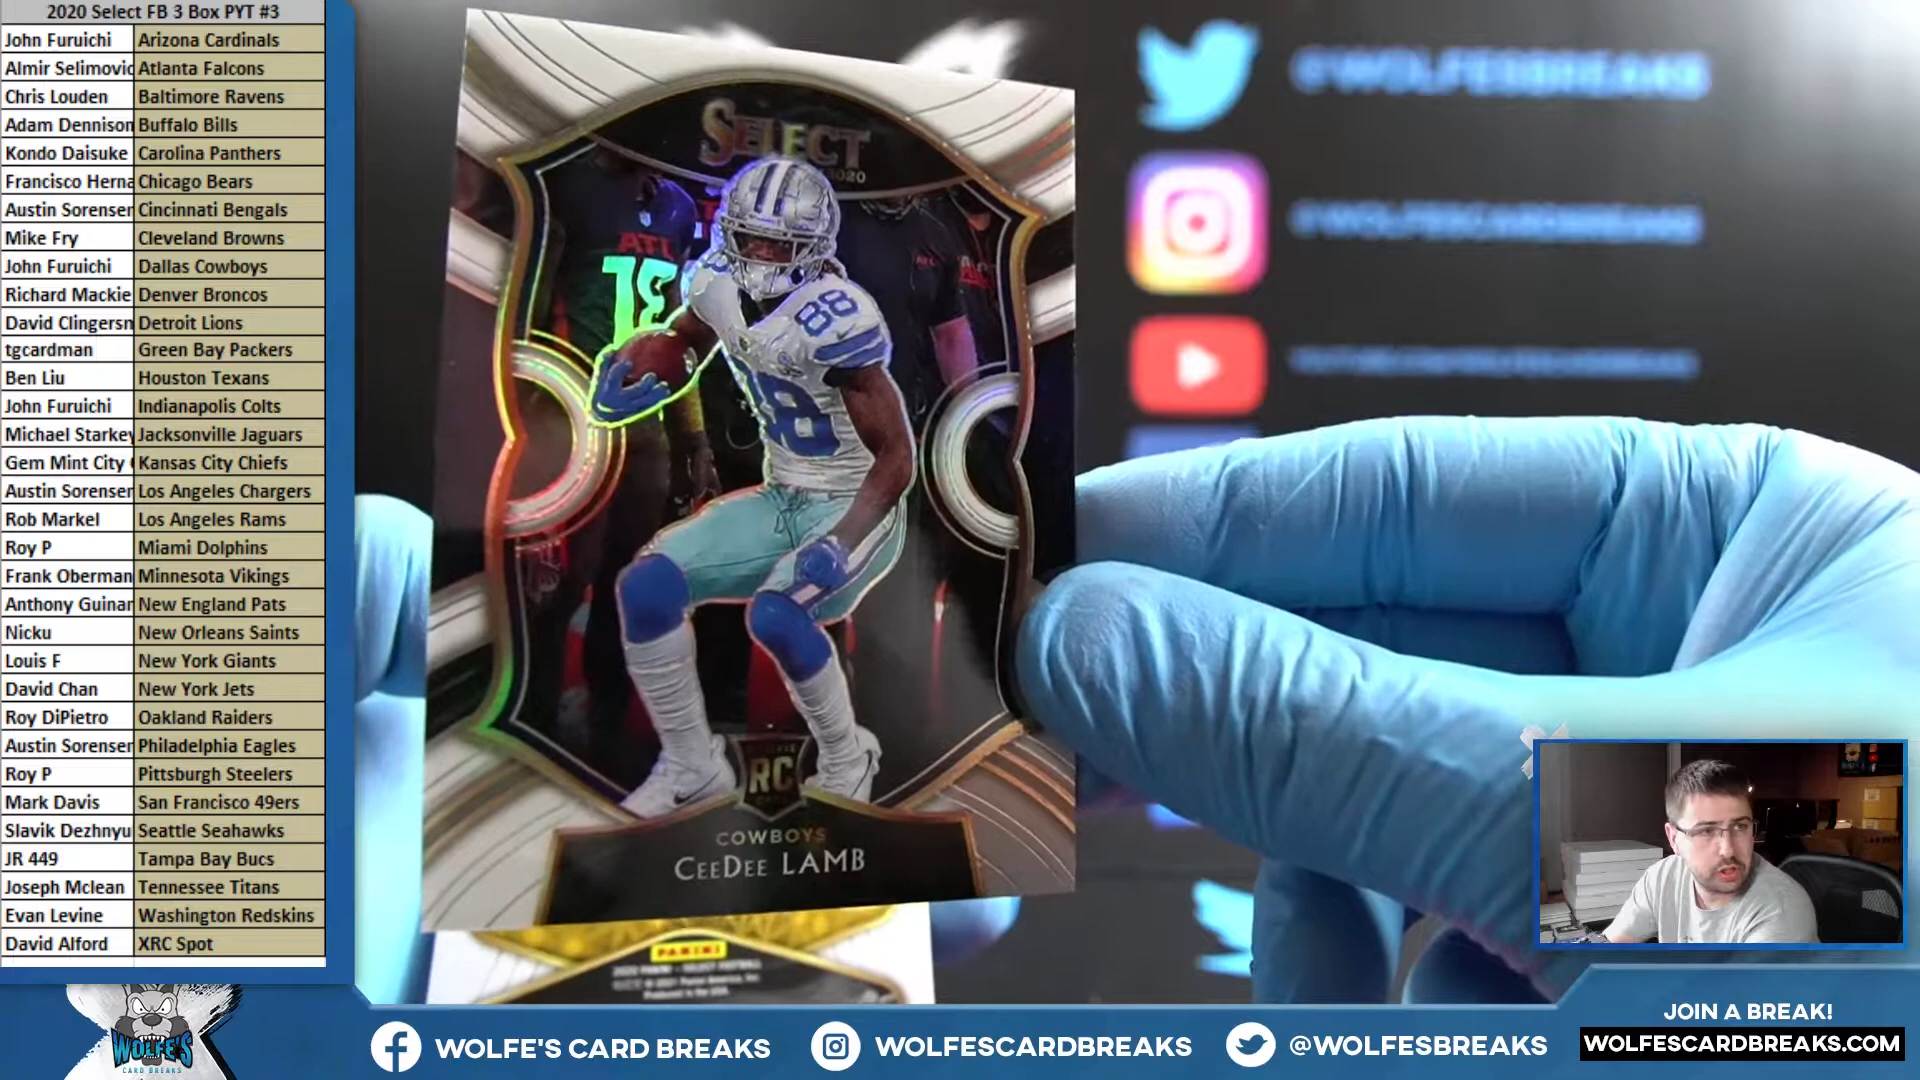 2020 Select FB 3 Box PYT #3
John Furuichi Arizona Cardinals
Almir Selimovic Atlanta Falcons
Chris Louden Baltimore Ravens
Adam Dennison Buffalo Bills
Kondo Daisuke Carolina Panthers
Francisco Herna Chicago Bears
Austin Sorensen Cincinnati Bengals
Mike Fry Cleveland Browns
John Furuichi Dallas Cowboys
Richard Mackie Denver Broncos
David Clingersm Detroit Lions
tgcardman Green Bay Packers
Ben Liu Houston Texans
John Furuichi Indianapolis Colts
Michael Starkey Jacksonville Jaguars
Gem Mint City Kansas City Chiefs
Austin Sorensen Los Angeles Chargers
Rob Markel Los Angeles Rams
Roy P Miami Dolphins
Frank Oberman Minnesota Vikings
Anthony Guinan New England Pats
Nicku New Orleans Saints
Louis F New York Giants
David Chan New York Jets
Roy DiPietro Oakland Raiders
Austin Sorensen Philadelphia Eagles
Roy P Pittsburgh Steelers
Mark Davis San Francisco 49ers
Slavik Dezhnyu Seattle Seahawks
JR 449 Tampa Bay Bucs
Joseph Mclean Tennessee Titans
Evan Levine Washington Redskins
David Alford XRC Spot
SELECT
2020
ATL
18
88
88
RC
COWBOYS
CEEDEE LAMB
PANINI
@WOLFESBREAKS
@WOLFESCARDBREAKS
WOLFE'S
CARD BREAKS
WOLFE'S CARD BREAKS
WOLFESCARDBREAKS
@WOLFESBREAKS
JOIN A BREAK!
WOLFESCARDBREAKS.COM